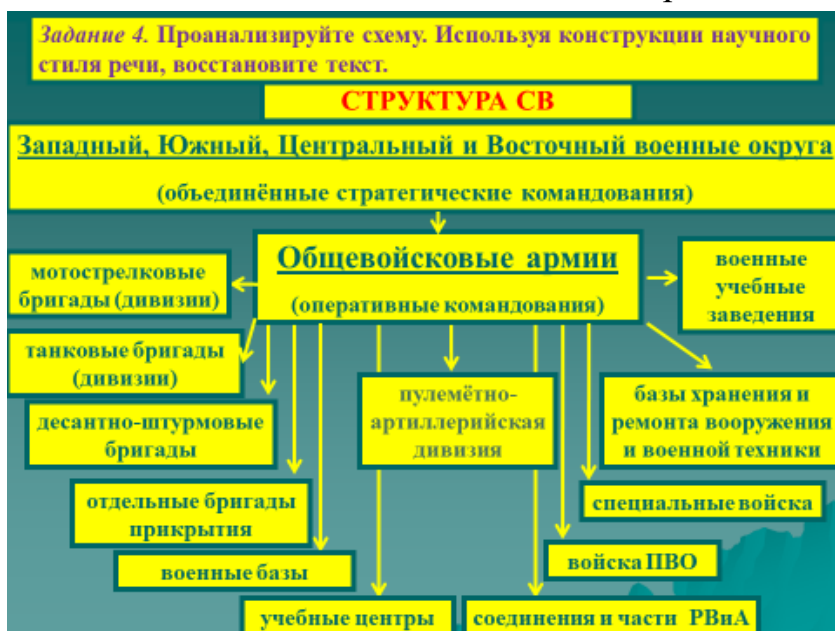 Задание 4. Проанализируйте схему. Используя конструкции научного
стиля речи, восстановите текст.
СТРУКТУРА СВ
Западный, Южный, Центральный и Восточный военные округа
(объединённые стратегические командования)
Общевойсковые армии
(оперативные командования)
мотострелковые
бригады (дивизии)
военные
учебные
заведения
танковые бригады
(дивизии)
десантно-штурмовые
бригады
пулемётно-
артиллерийская
дивизия
базы хранения и
ремонта вооружения
и военной техники
отдельные бригады
прикрытия
специальные войска
военные базы
войска ПВО
учебные центры
соединения и части РВиА